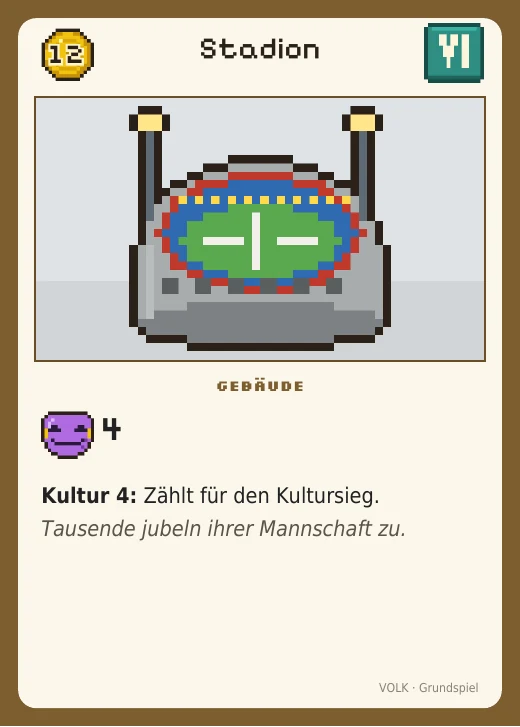 12
Stadion
VI
GEBÄUDE
4
Kultur 4: Zählt für den Kultursieg.
Tausende jubeln ihrer Mannschaft zu.
VOLK · Grundspiel